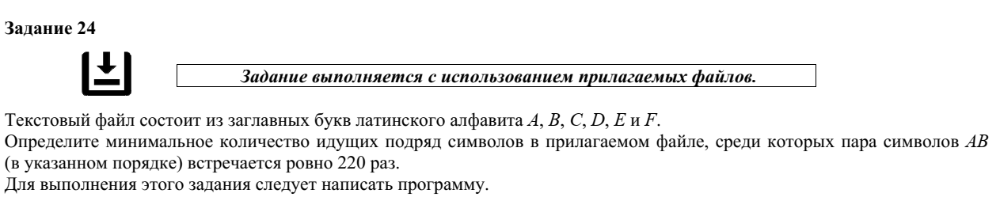 Задание 24
Задание выполняется с использованием прилагаемых файлов.
Текстовый файл состоит из заглавных букв латинского алфавита A, B, C, D, E и F.
Определите минимальное количество идущих подряд символов в прилагаемом файле, среди которых пара символов AB
(в указанном порядке) встречается ровно 220 раз.
Для выполнения этого задания следует написать программу.